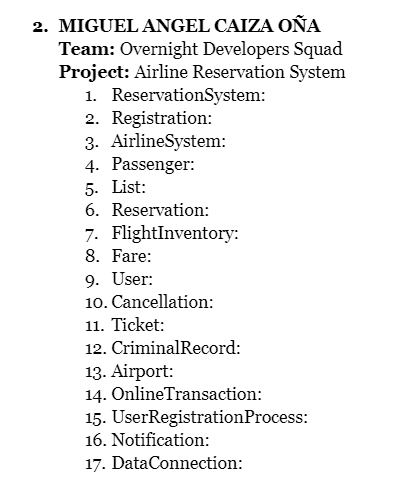 2. MIGUEL ANGEL CAIZA OÑA
Team: Overnight Developers Squad
Project: Airline Reservation System
1. ReservationSystem:
2. Registration:
3. AirlineSystem:
4. Passenger:
5. List:
6. Reservation:
7. FlightInventory:
8. Fare:
9. User:
10. Cancellation:
11. Ticket:
12. CriminalRecord:
13. Airport:
14. OnlineTransaction:
15. UserRegistrationProcess:
16. Notification:
17. DataConnection: